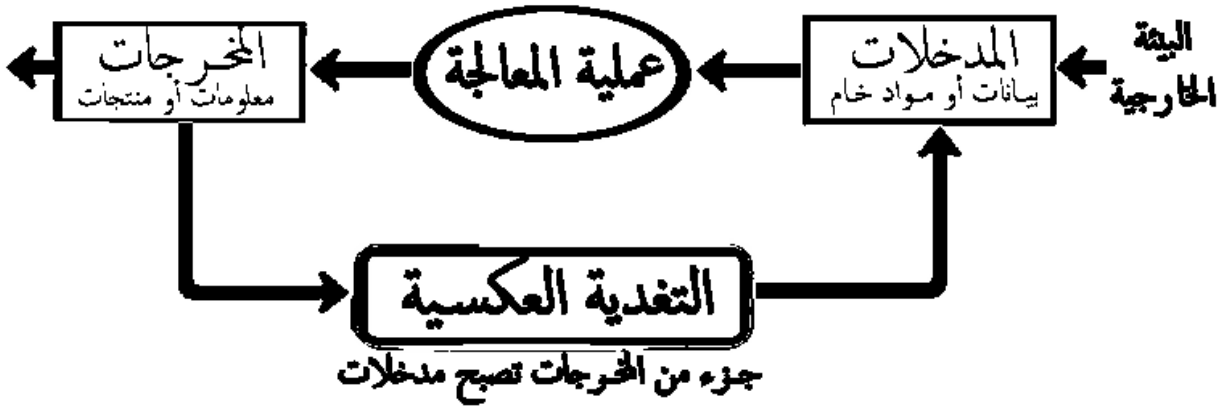 البيئة
الخارجية
المدخلات
بيانات أو مواد خام
عملية المعالجة
المخرجات
معلومات أو منتجات
التغذية العكسية
جزء من المخرجات تصبح مدخلات